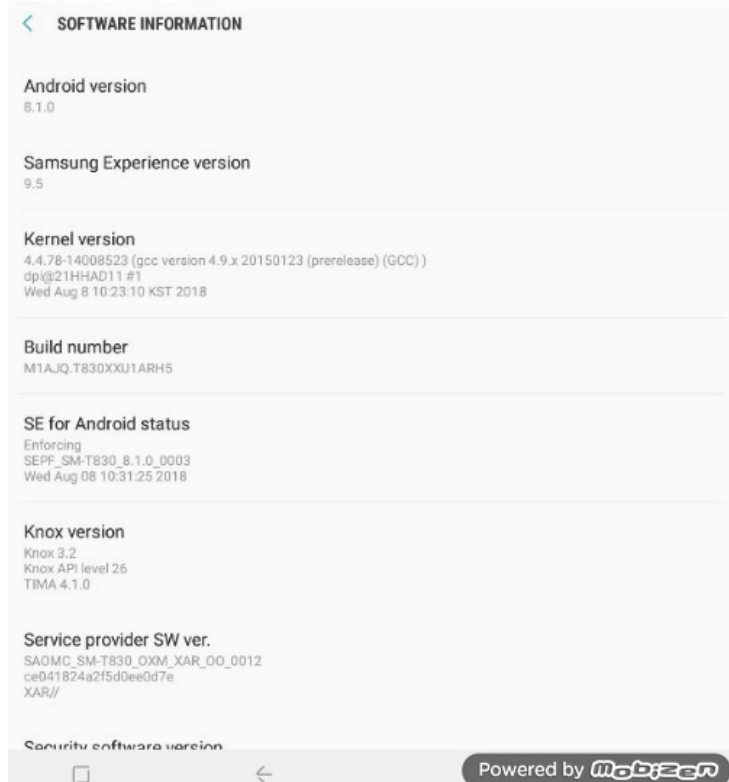 SOFTWARE INFORMATION
Android version
8.1.0
Samsung Experience version
9.5
Kernel version
4.4.78-14008523 (gcc version 4.9.x 20150123 (prerelease) (GCC) )
dpi@21HHAD11 #1
Wed Aug 8 10:23:10 KST 2018
Build number
M1AJQ.T830XXU1ARH5
SE for Android status
Enforcing
SEPF_SM-T830_8.1.0_0003
Wed Aug 08 10:31:25 2018
Knox version
Knox 3.2
Knox API level 26
TIMA 4.1.0
Service provider SW ver.
SAOMC_SM-T830_OXM_XAR_OO_0012
ce041824a2f5d0ee0d7e
XAR//
Security software version
Powered by mobizen